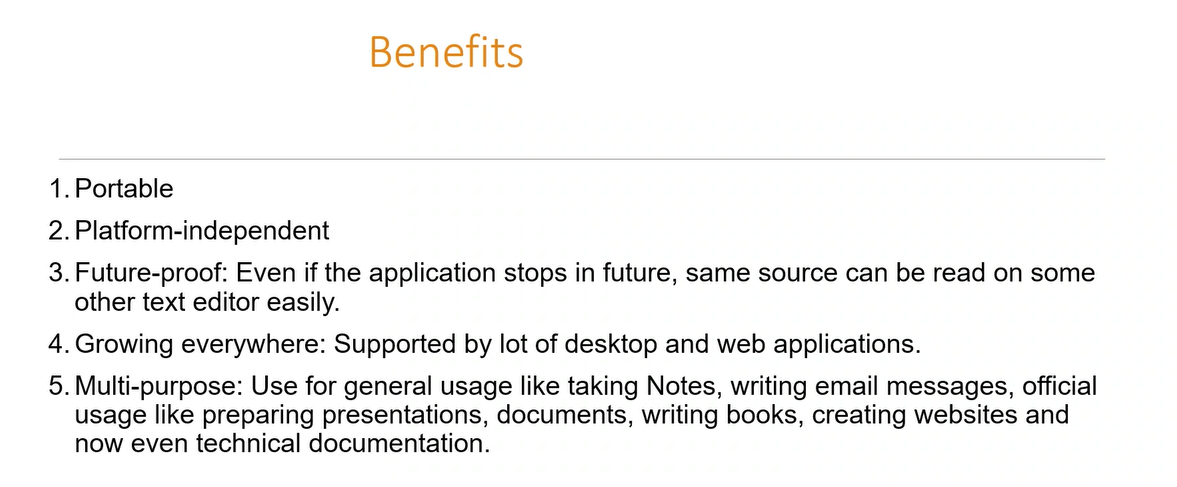 Benefits
1. Portable
2. Platform-independent
3. Future-proof: Even if the application stops in future, same source can be read on some
other text editor easily.
4. Growing everywhere: Supported by lot of desktop and web applications.
5. Multi-purpose: Use for general usage like taking Notes, writing email messages, official
usage like preparing presentations, documents, writing books, creating websites and
now even technical documentation.